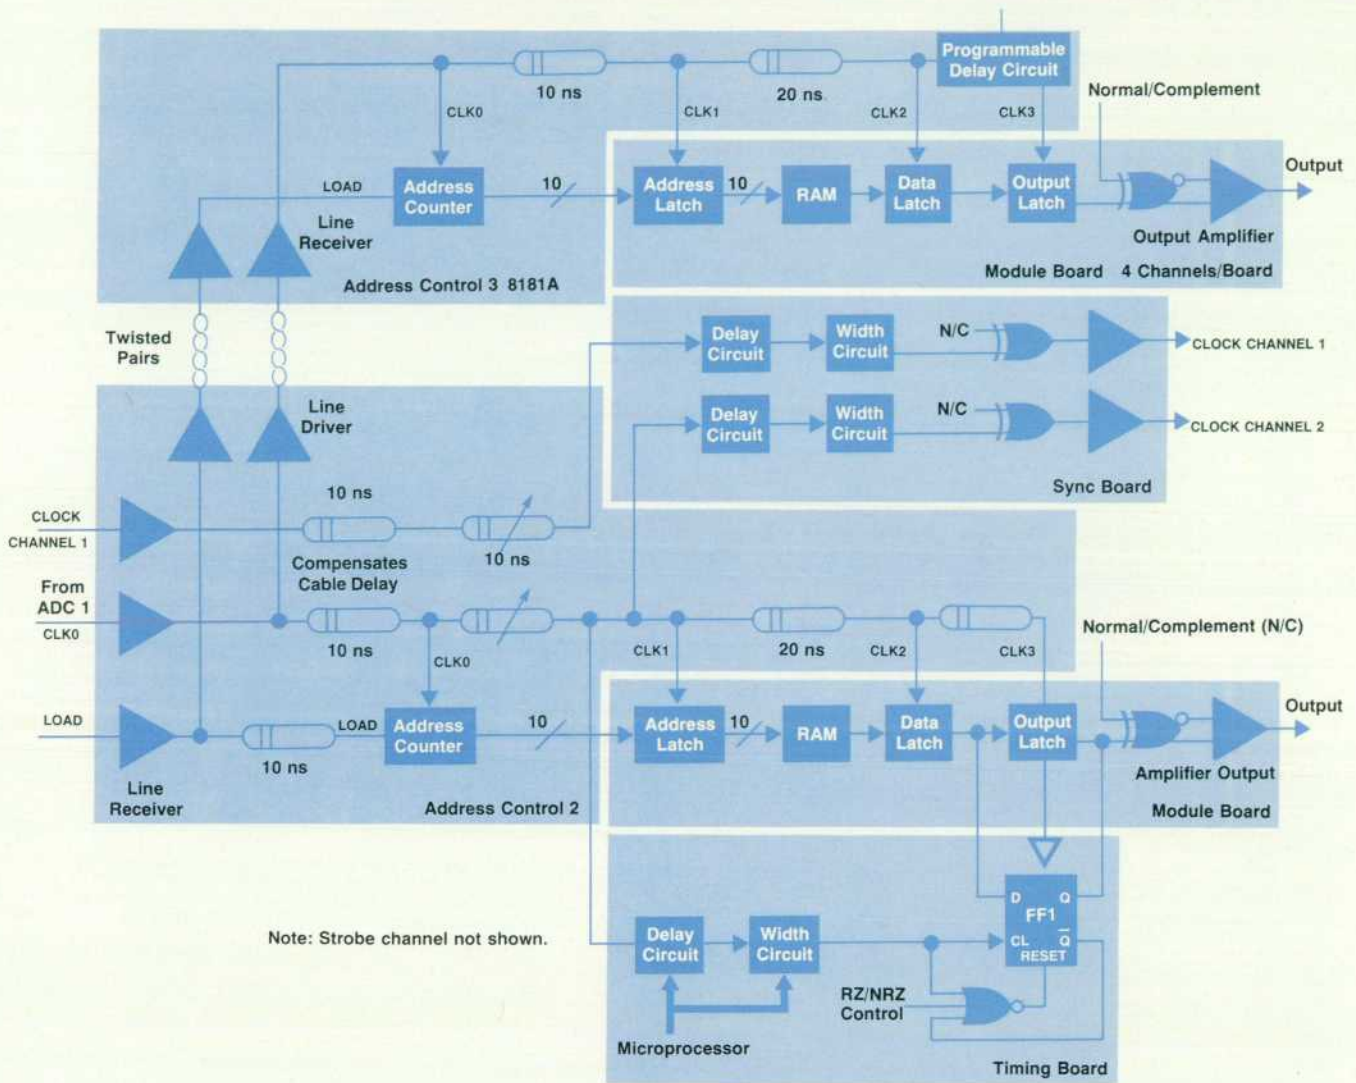 Programmable
Delay Circuit
10 ns
20 ns
Normal/Complement
CLK0
CLK1
CLK2
CLK3
LOAD
Address
Counter
10
Address
Latch
10
RAM
Data
Latch
Output
Latch
Output
Line
Receiver
Output Amplifier
Address Control 3 8181A
Module Board 4 Channels/Board
Twisted
Pairs
Delay
Circuit
Width
Circuit
N/C
CLOCK CHANNEL 1
Line
Driver
Delay
Circuit
Width
Circuit
N/C
CLOCK CHANNEL 2
Sync Board
10 ns
CLOCK
CHANNEL 1
10 ns
Compensates
Cable Delay
From
ADC 1
CLK0
10 ns
CLK0
CLK1
20 ns
CLK2
CLK3
Normal/Complement (N/C)
LOAD
LOAD
10 ns
Address
Counter
10
Address
Latch
10
RAM
Data
Latch
Output
Latch
Output
Line
Receiver
Address Control 2
Amplifier Output
Module Board
D Q
FF1
CL Q
RESET
Note: Strobe channel not shown.
Delay
Circuit
Width
Circuit
RZ/NRZ
Control
Microprocessor
Timing Board